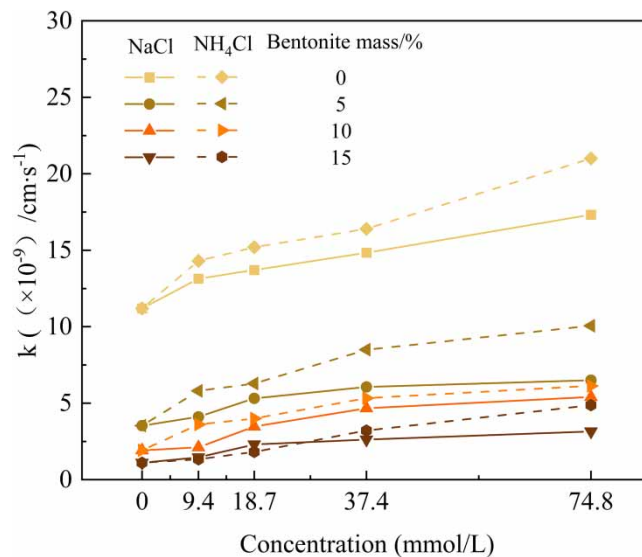 30
25
20
15
10
5
0
k (（×10⁻⁹）/cm·s⁻¹
NaCl NH₄Cl Bentonite mass/%
0
5
10
15
0 9.4 18.7 37.4 74.8
Concentration (mmol/L)